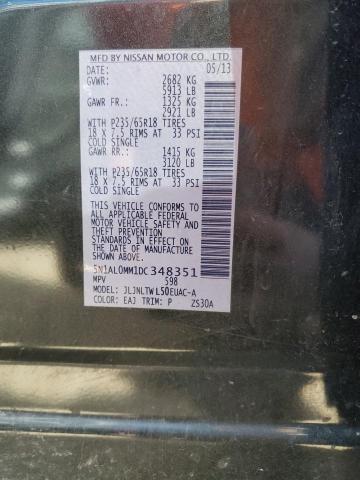 MFD BY NISSAN MOTOR CO., LTD.
DATE: 05/13
GVWR: 2682 KG
5913 LB
GAWR FR.: 1325 KG
2921 LB
WITH P235/65R18 TIRES
18 X 7.5 RIMS AT 33 PSI
COLD SINGLE
GAWR RR.: 1415 KG
3120 LB
WITH P235/65R18 TIRES
18 X 7.5 RIMS AT 33 PSI
COLD SINGLE
THIS VEHICLE CONFORMS TO
ALL APPLICABLE FEDERAL
MOTOR VEHICLE SAFETY AND
THEFT PREVENTION
STANDARDS IN EFFECT ON
THE DATE OF MANUFACTURE
SHOWN ABOVE.
5N1AL0MM1DC348351
MPV S98
MODEL: JLJNLTWL50EUAC-A
COLOR: EAJ TRIM: P ZS30A